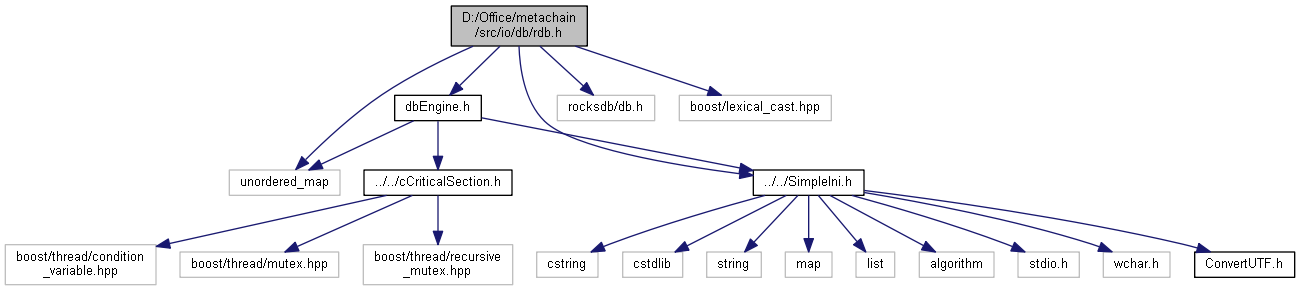 D:/Office/metachain
/src/io/db/rdb.h
dbEngine.h
rocksdb/db.h
boost/lexical_cast.hpp
unordered_map
../../cCriticalSection.h
../../SimpleIni.h
boost/thread/condition
_variable.hpp
boost/thread/mutex.hpp
boost/thread/recursive
_mutex.hpp
cstring
cstdlib
string
map
list
algorithm
stdio.h
wchar.h
ConvertUTF.h